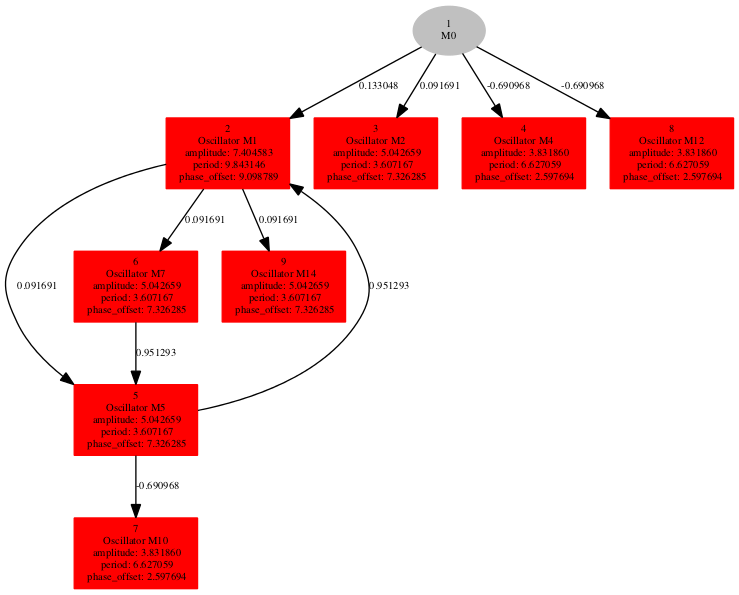 1
M0
0.133048
0.091691
-0.690968
-0.690968
2
Oscillator M1
amplitude: 7.404583
period: 9.843146
phase_offset: 9.098789
3
Oscillator M2
amplitude: 5.042659
period: 3.607167
phase_offset: 7.326285
4
Oscillator M4
amplitude: 3.831860
period: 6.627059
phase_offset: 2.597694
8
Oscillator M12
amplitude: 3.831860
period: 6.627059
phase_offset: 2.597694
0.091691
0.091691
6
Oscillator M7
amplitude: 5.042659
period: 3.607167
phase_offset: 7.326285
9
Oscillator M14
amplitude: 5.042659
period: 3.607167
phase_offset: 7.326285
0.091691
0.951293
0.951293
5
Oscillator M5
amplitude: 5.042659
period: 3.607167
phase_offset: 7.326285
-0.690968
7
Oscillator M10
amplitude: 3.831860
period: 6.627059
phase_offset: 2.597694